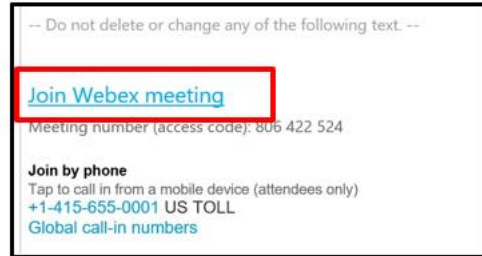 -- Do not delete or change any of the following text. --
Join Webex meeting
Meeting number (access code): 806 422 524
Join by phone
Tap to call in from a mobile device (attendees only)
+1-415-655-0001 US TOLL
Global call-in numbers